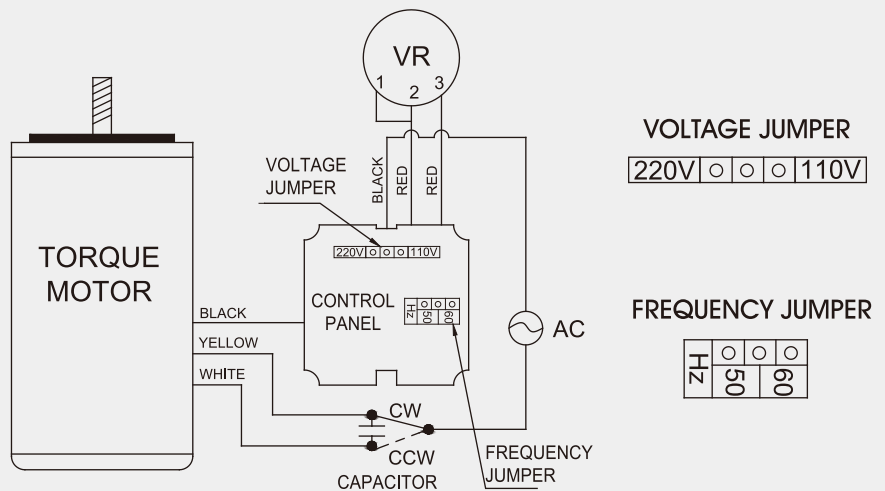 VR
1 2 3
VOLTAGE JUMPER
220V 110V
VOLTAGE
JUMPER
BLACK
RED
RED
TORQUE
MOTOR
220V 110V
CONTROL
PANEL
Hz 50 60
BLACK
YELLOW
WHITE
AC
FREQUENCY JUMPER
Hz 50 60
CW
CCW
CAPACITOR
FREQUENCY
JUMPER